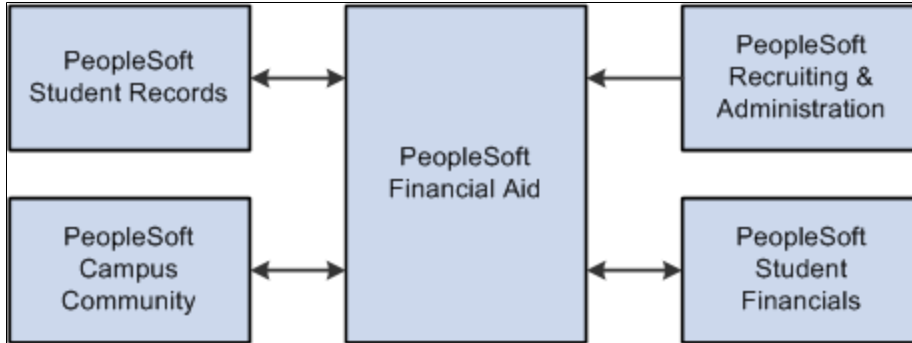 PeopleSoft
Student Records
PeopleSoft
Financial Aid
PeopleSoft
Recruiting &
Administration
PeopleSoft
Campus
Community
PeopleSoft
Student
Financials